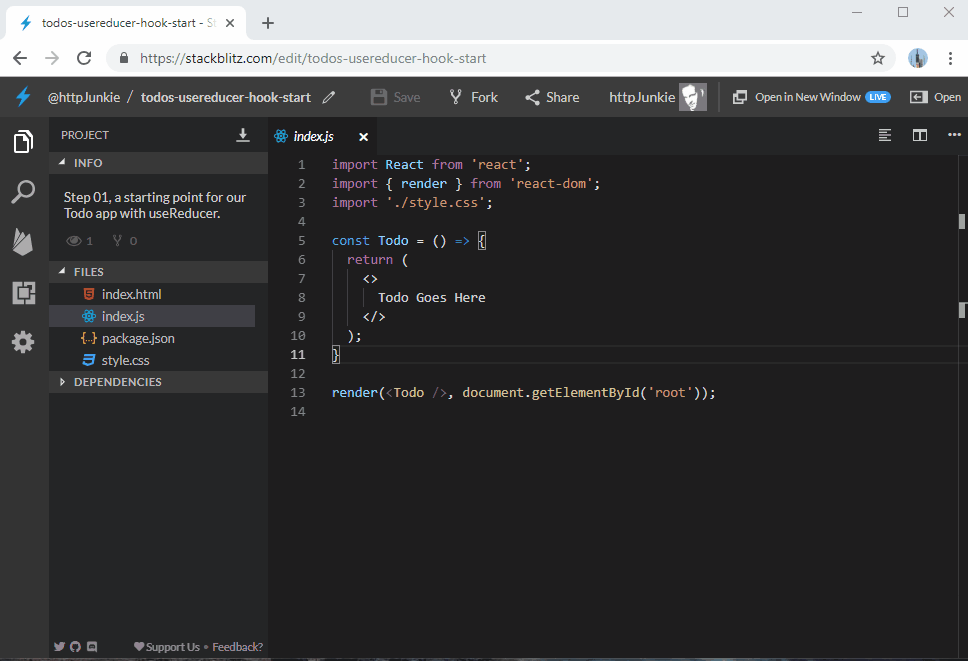 todos-usereducer-hook-start - St
https://stackblitz.com/edit/todos-usereducer-hook-start
@httpJunkie / todos-usereducer-hook-start
Save
Fork
Share
httpJunkie
Open in New Window LIVE
Open
PROJECT
INFO
Step 01, a starting point for our
Todo app with useReducer.
1 0
FILES
index.html
index.js
{..} package.json
style.css
DEPENDENCIES
Support Us • Feedback?
index.js
1 import React from 'react';
2 import { render } from 'react-dom';
3 import './style.css';
4
5 const Todo = () => {
6 return (
7 <>
8 Todo Goes Here
9 </>
10 );
11 }
12
13 render(<Todo />, document.getElementById('root'));
14